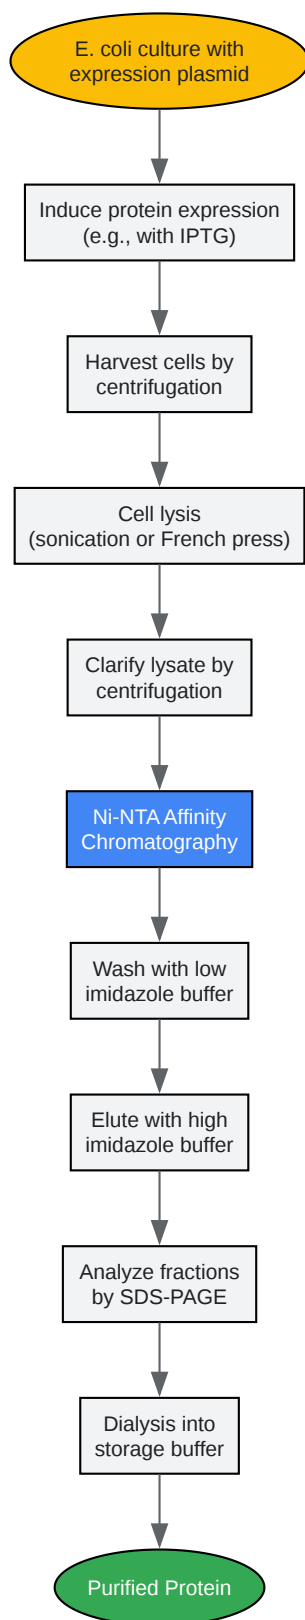 E. coli culture with
expression plasmid
Induce protein expression
(e.g., with IPTG)
Harvest cells by
centrifugation
Cell lysis
(sonication or French press)
Clarify lysate by
centrifugation
Ni-NTA Affinity
Chromatography
Wash with low
imidazole buffer
Elute with high
imidazole buffer
Analyze fractions
by SDS-PAGE
Dialysis into
storage buffer
Purified Protein